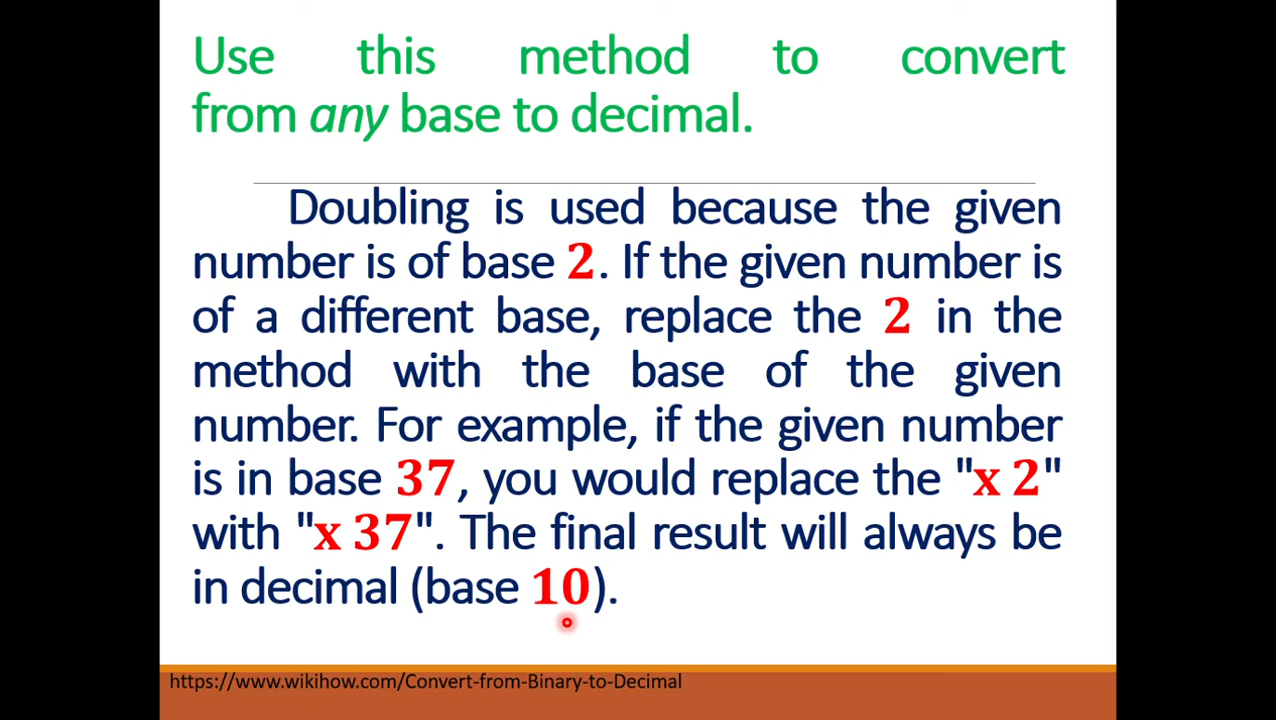 Use this method to convert
from any base to decimal.
Doubling is used because the given
number is of base 2. If the given number is
of a different base, replace the 2 in the
method with the base of the given
number. For example, if the given number
is in base 37, you would replace the "x 2"
with "x 37". The final result will always be
in decimal (base 10).
https://www.wikihow.com/Convert-from-Binary-to-Decimal